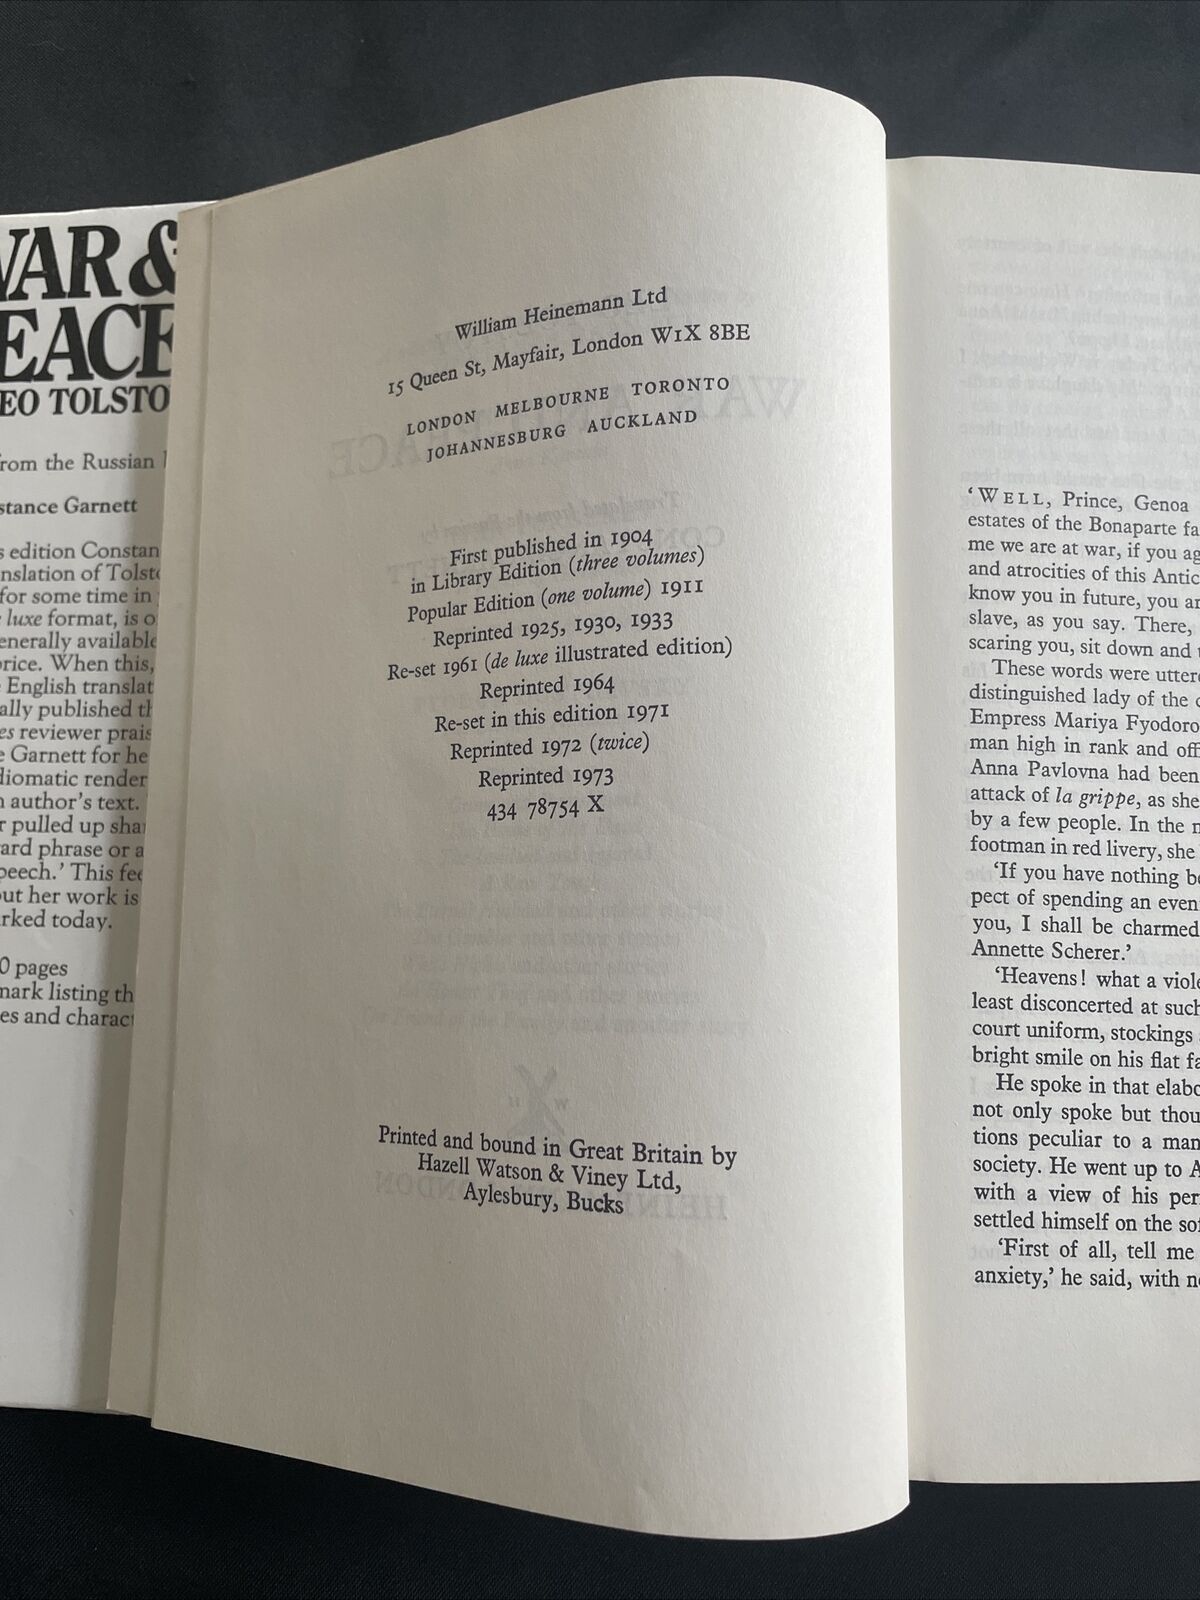 WAR &
PEACE
LEO TOLSTO
from the Russian
stance Garnett
s edition Constan
nslation of Tolsto
for some time in
luxe format, is o
enerally available
price. When this,
English translat
ally published th
es reviewer prais
Garnett for he
diomatic render
author's text.
r pulled up shar
ard phrase or a
peech.' This fee
out her work is
rked today.
0 pages
mark listing th
es and charact
William Heinemann Ltd
15 Queen St, Mayfair, London W1X 8BE
LONDON MELBOURNE TORONTO
JOHANNESBURG AUCKLAND
First published in 1904
in Library Edition (three volumes)
Popular Edition (one volume) 1911
Reprinted 1925, 1930, 1933
Re-set 1961 (de luxe illustrated edition)
Reprinted 1964
Re-set in this edition 1971
Reprinted 1972 (twice)
Reprinted 1973
434 78754 X
Printed and bound in Great Britain by
Hazell Watson & Viney Ltd,
Aylesbury, Bucks
'WELL, Prince, Genoa
estates of the Bonaparte fa
me we are at war, if you ag
and atrocities of this Antic
know you in future, you ar
slave, as you say. There,
scaring you, sit down and t
These words were uttere
distinguished lady of the c
Empress Mariya Fyodoro
man high in rank and offi
Anna Pavlovna had been
attack of la grippe, as she
by a few people. In the n
footman in red livery, she
'If you have nothing be
pect of spending an eveni
you, I shall be charmed
Annette Scherer.'
'Heavens! what a viole
least disconcerted at such
court uniform, stockings
bright smile on his flat fa
He spoke in that elabo
not only spoke but thou
tions peculiar to a man
society. He went up to A
with a view of his per
settled himself on the sof
'First of all, tell me
anxiety,' he said, with no